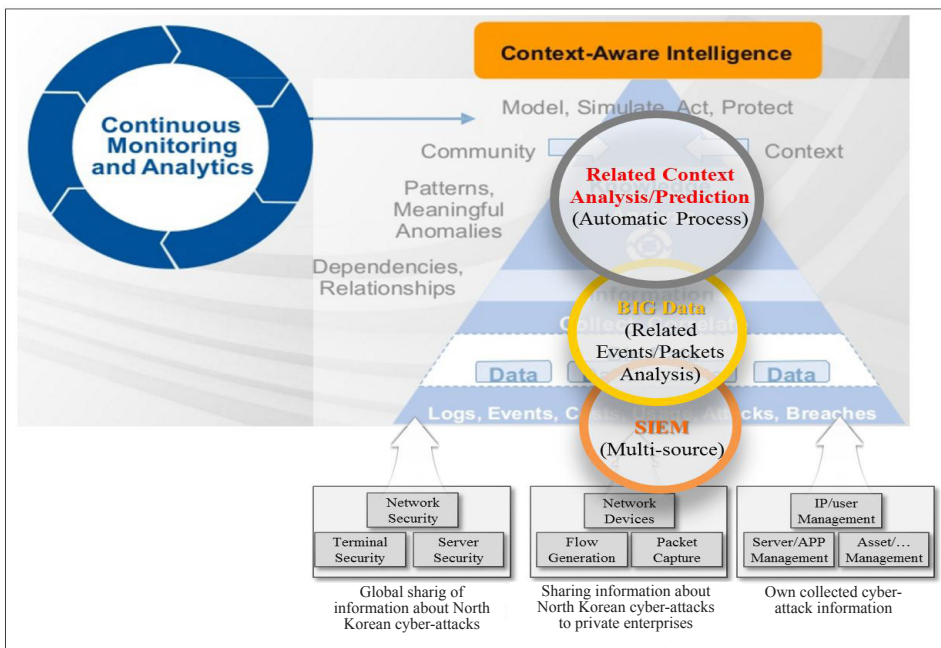 Context-Aware Intelligence
Continuous
Monitoring
and Analytics
Model, Simulate, Act, Protect
Community
Context
Related Context
Analysis/Prediction
(Automatic Process)
Patterns,
Meaningful
Anomalies
Dependencies,
Relationships
Information
BIG Data
(Related
Events/Packets
Analysis)
Data
Data
Logs, Events, Usage, Attacks, Breaches
SIEM
(Multi-source)
Network
Security
Terminal
Security
Server
Security
Network
Devices
Flow
Generation
Packet
Capture
IP/user
Management
Server/APP
Management
Asset/…
Management
Global sharig of
information about North
Korean cyber-attacks
Sharing information about
North Korean cyber-attacks
to private enterprises
Own collected cyber-
attack information